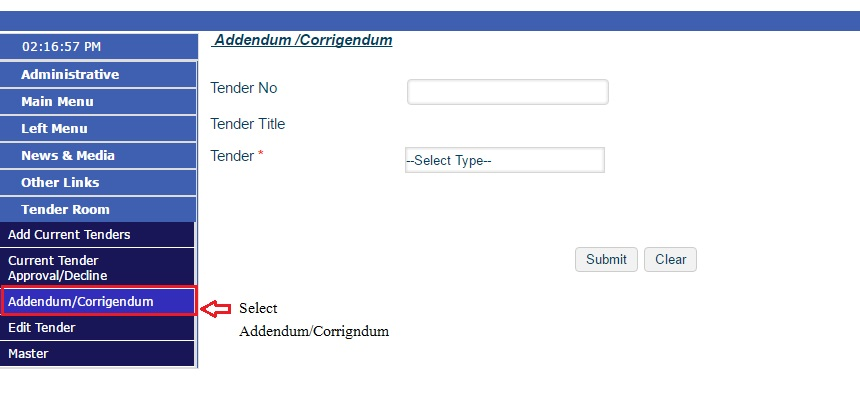 02:16:57 PM
Administrative
Main Menu
Left Menu
News & Media
Other Links
Tender Room
Add Current Tenders
Current Tender
Approval/Decline
Addendum/Corrigendum
Edit Tender
Master
Addendum /Corrigendum
Tender No
Tender Title
Tender *
--Select Type--
Submit
Clear
Select
Addendum/Corrigndum